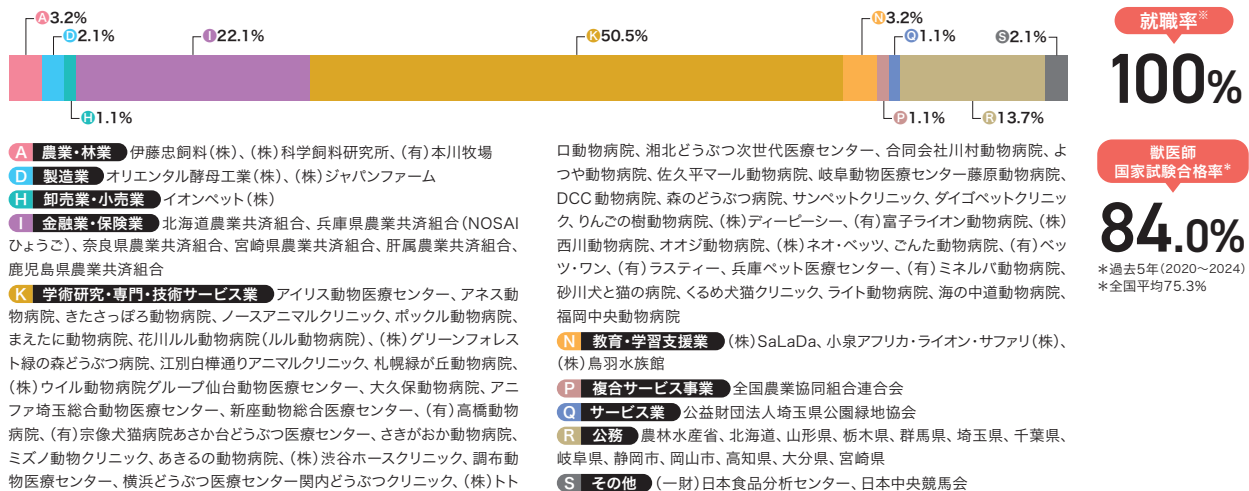 A3.2%
D2.1%
I22.1%
K50.5%
N3.2%
Q1.1%
S2.1%
H1.1%
P1.1%
R13.7%
就職率※
100%
獣医師
国家試験合格率＊
84.0%
＊過去5年（2020〜2024）
＊全国平均75.3%
A 農業・林業 伊藤忠飼料（株）、（株）科学飼料研究所、（有）本川牧場
D 製造業 オリエンタル酵母工業（株）、（株）ジャパンファーム
H 卸売業・小売業 イオンペット（株）
I 金融業・保険業 北海道農業共済組合、兵庫県農業共済組合（NOSAI
ひょうご）、奈良県農業共済組合、宮崎県農業共済組合、肝属農業共済組合、
鹿児島県農業共済組合
K 学術研究・専門・技術サービス業 アイリス動物医療センター、アネス動
物病院、きたさっぽろ動物病院、ノースアニマルクリニック、ポックル動物病院、
まえたに動物病院、花川ルル動物病院（ルル動物病院）、（株）グリーンフォレス
ト緑の森どうぶつ病院、江別白樺通りアニマルクリニック、札幌緑が丘動物病院、
（株）ウイル動物病院グループ仙台動物医療センター、大久保動物病院、アニ
ファ埼玉総合動物医療センター、新座動物総合医療センター、（有）高橋動物
病院、（有）宗像犬猫病院あさか台どうぶつ医療センター、さきがおか動物病院、
ミズノ動物クリニック、あきるの動物病院、（株）渋谷ホースクリニック、調布動
物医療センター、横浜どうぶつ医療センター関内どうぶつクリニック、（株）トト
ロ動物病院、湘北どうぶつ次世代医療センター、合同会社川村動物病院、よ
つや動物病院、佐久平マール動物病院、岐阜動物医療センター藤原動物病院、
DCC動物病院、森のどうぶつ病院、サンペットクリニック、ダイゴペットクリニッ
ク、りんごの樹動物病院、（株）ディーピーシー、（有）富子ライオン動物病院、（株）
西川動物病院、オオジ動物病院、（株）ネオ・ベッツ、ごんた動物病院、（有）ベッ
ツ・ワン、（有）ラスティー、兵庫ペット医療センター、（有）ミネルバ動物病院、
砂川犬と猫の病院、くるめ犬猫クリニック、ライト動物病院、海の中道動物病院、
福岡中央動物病院
N 教育・学習支援業 （株）SaLaDa、小泉アフリカ・ライオン・サファリ（株）、
（株）鳥羽水族館
P 複合サービス事業 全国農業協同組合連合会
Q サービス業 公益財団法人埼玉県公園緑地協会
R 公務 農林水産省、北海道、山形県、栃木県、群馬県、埼玉県、千葉県、
岐阜県、静岡市、岡山市、高知県、大分県、宮崎県
S その他 （一財）日本食品分析センター、日本中央競馬会